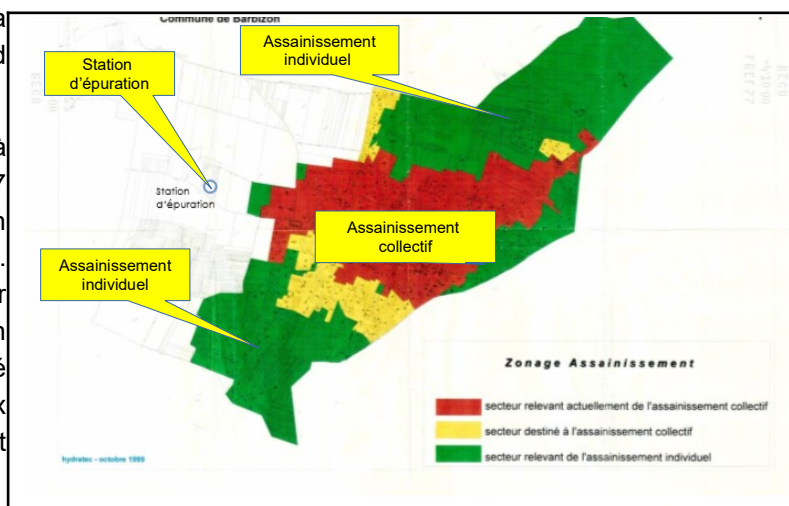 a
d
à
7
n
.
r
n
é
x
t
Commune de Barbizon
Assainissement
individuel
Station
d'épuration
Station
d'épuration
Assainissement
collectif
Assainissement
individuel
Zonage Assainissement
secteur relevant actuellement de l'assainissement collectif
secteur destiné à l'assainissement collectif
secteur relevant de l'assainissement individuel
hydratec - octobre 1999